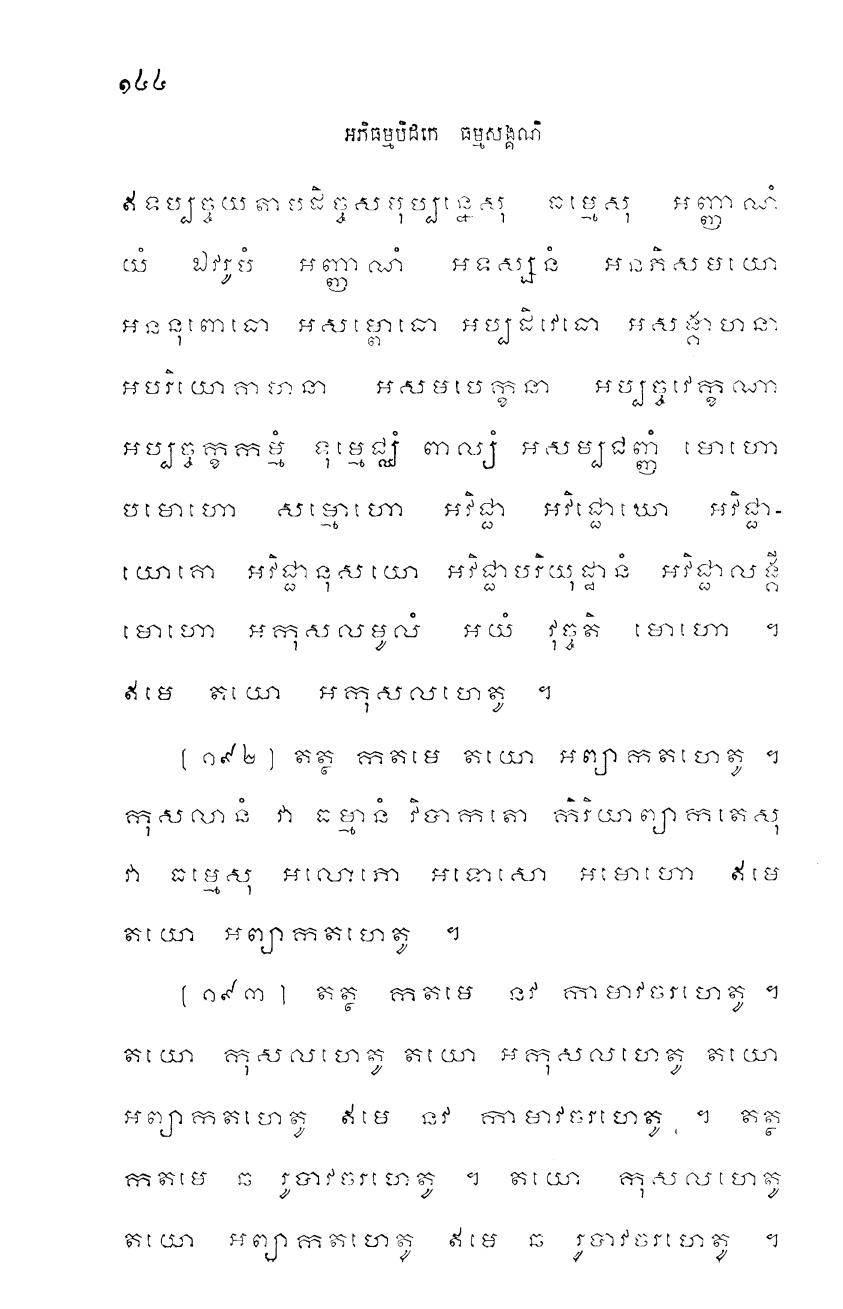 ១៤៤
អភិធម្មបិដកេ ធម្មសង្គណិ
ឥទប្បច្ចយតាបដិច្ចសមុប្បន្នេសុ ធម្មេសុ អញ្ញាណំ
យំ ឯវរូបំ អញ្ញាណំ អទស្សនំ អនភិសមយោ
អននុពោធោ អសម្ពោធោ អប្បដិវេធោ អសង្គាហនា
អបរិយោគាហនា អសមបេក្ខនា អប្បច្ចវេក្ខណា
អប្បច្ចក្ខកម្មំ ទុម្មេជ្ឈំ ពាល្យំ អសម្បជញ្ញំ មោហោ
បមោហោ សម្មោហោ អវិជ្ជា អវិជ្ជោឃោ អវិជ្ជា-
យោគោ អវិជ្ជានុសយោ អវិជ្ជាបរិយុដ្ឋានំ អវិជ្ជាលង្គី
មោហោ អកុសលមូលំ អយំ វុច្ចតិ មោហោ ។
ឥមេ តយោ អកុសលហេតូ ។
[ ១៩២ ] តត្ថ កតមេ តយោ អព្យាកតហេតូ ។
កុសលានំ វា ធម្មានំ វិបាកតោ កិរិយាព្យាកតេសុ
វា ធម្មេសុ អលោភោ អទោសោ អមោហោ ឥមេ
តយោ អព្យាកតហេតូ ។
[ ១៩៣ ] តត្ថ កតមេ នវ កាមាវចរហេតូ ។
តយោ កុសលហេតូ តយោ អកុសលហេតូ តយោ
អព្យាកតហេតូ ឥមេ នវ កាមាវចរហេតូ ។ តត្ថ
កតមេ ឆ រូបាវចរហេតូ ។ តយោ កុសលហេតូ
តយោ អព្យាកតហេតូ ឥមេ ឆ រូបាវចរហេតូ ។